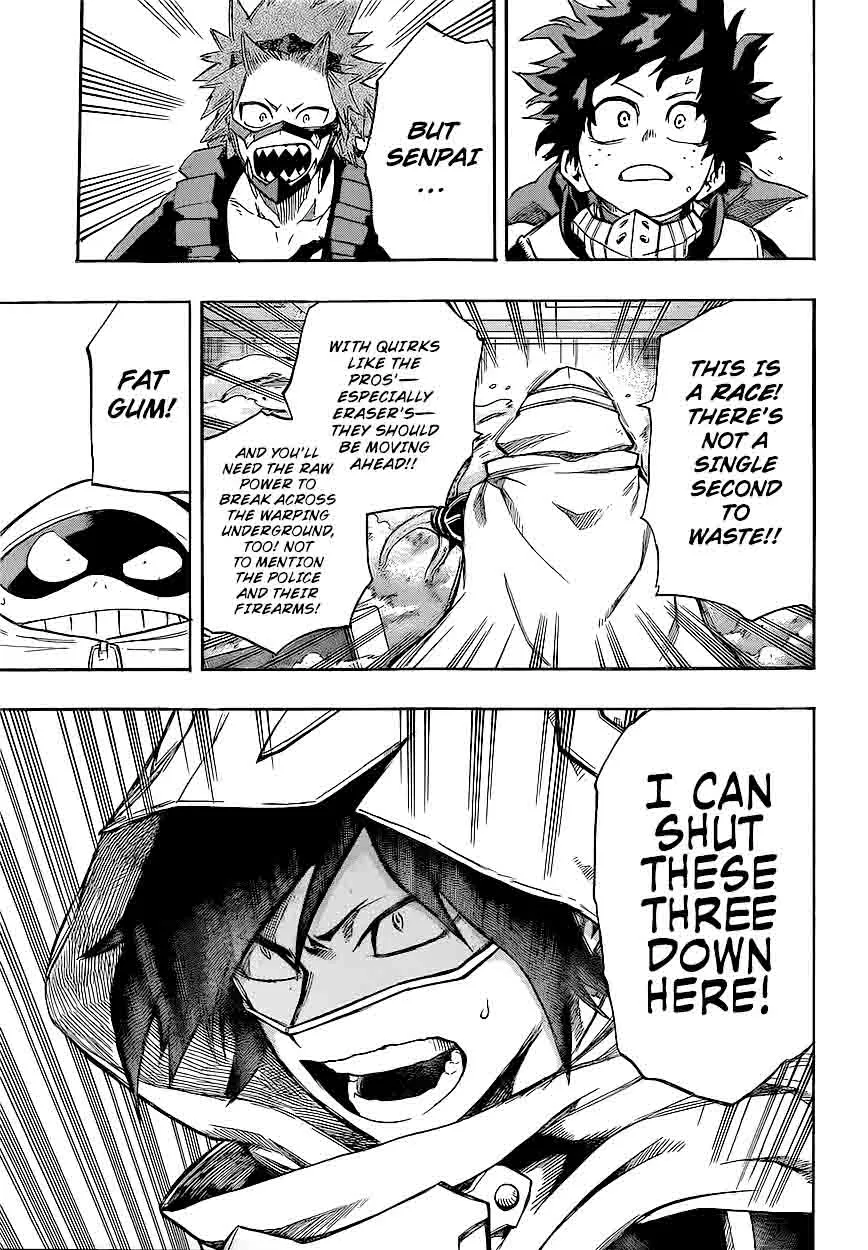 BUT
SENPAI
...
THIS IS
A RACE!
THERE'S
NOT A
SINGLE
SECOND
TO
WASTE!!
WITH QUIRKS
LIKE THE
PROS'—
ESPECIALLY
ERASER'S—
THEY SHOULD
BE MOVING
AHEAD!!
AND YOU'LL
NEED THE RAW
POWER TO
BREAK ACROSS
THE WARPING
UNDERGROUND,
TOO! NOT
TO MENTION
THE POLICE
AND THEIR
FIREARMS!
FAT
GUM!
I CAN
SHUT
THESE
THREE
DOWN
HERE!